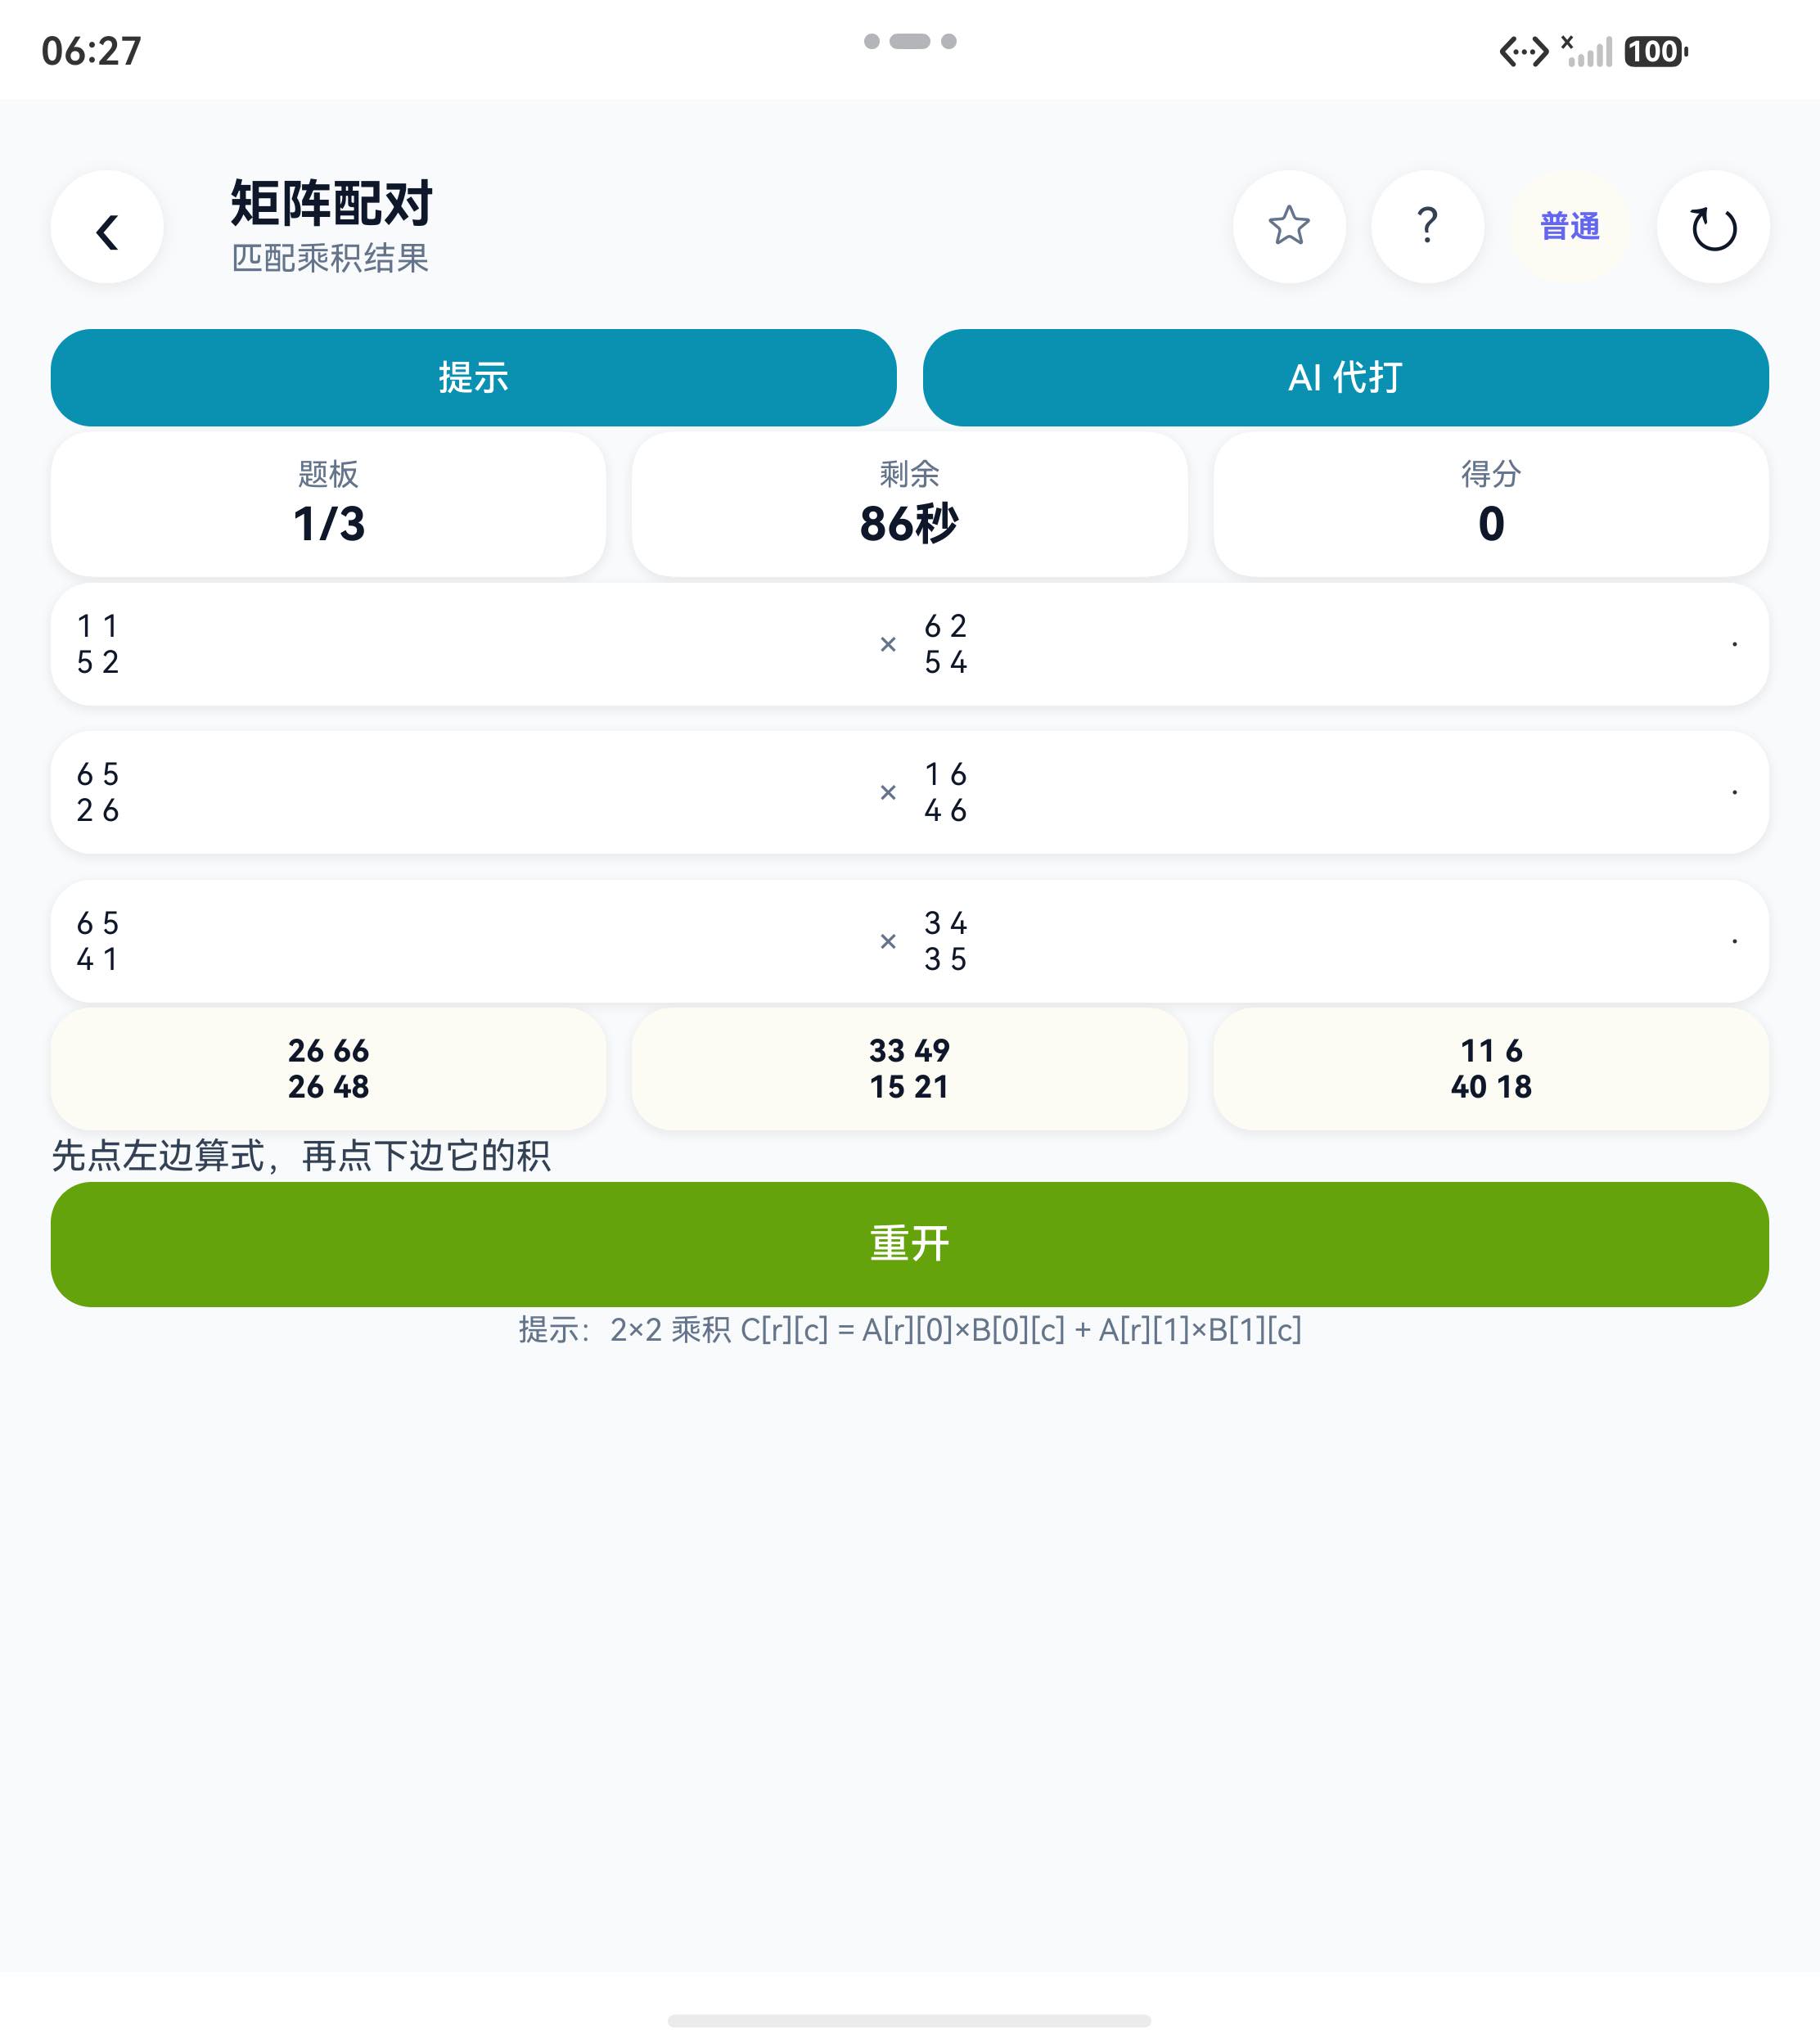 06:27
100
矩阵配对
匹配乘积结果
?
普通
提示
AI 代打
题板
1/3
剩余
86秒
得分
0
1 1
5 2
×
6 2
5 4
·
6 5
2 6
×
1 6
4 6
·
6 5
4 1
×
3 4
3 5
·
26 66
26 48
33 49
15 21
11 6
40 18
先点左边算式，再点下边它的积
重开
提示：2×2 乘积 C[r][c] = A[r][0]×B[0][c] + A[r][1]×B[1][c]